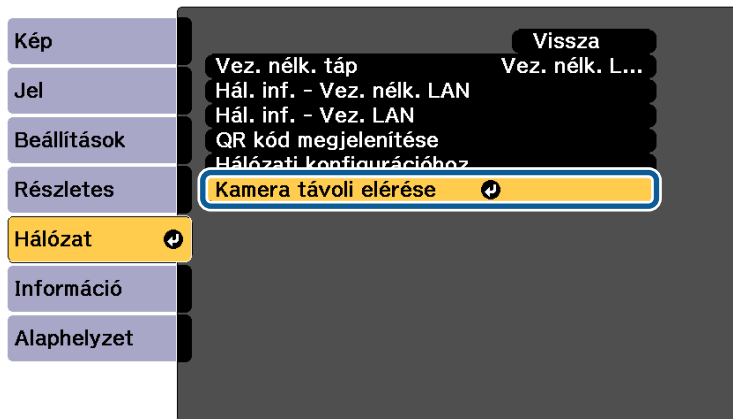 Kép
Jel
Beállítások
Részletes
Hálózat
Információ
Alaphelyzet
Vissza
Vez. nélk. táp Vez. nélk. L...
Hál. inf. - Vez. nélk. LAN
Hál. inf. - Vez. LAN
QR kód megjelenítése
Hálózati konfigurációhoz
Kamera távoli elérése